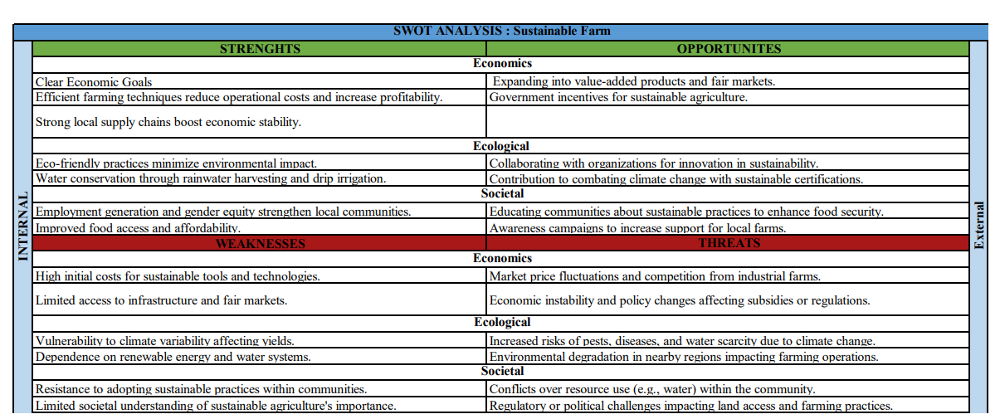 SWOT ANALYSIS : Sustainable Farm
STRENGHTS OPPORTUNITES
Economics
Clear Economic Goals Expanding into value-added products and fair markets.
Efficient farming techniques reduce operational costs and increase profitability. Government incentives for sustainable agriculture.
Strong local supply chains boost economic stability.
Ecological
Eco-friendly practices minimize environmental impact. Collaborating with organizations for innovation in sustainability.
Water conservation through rainwater harvesting and drip irrigation. Contribution to combating climate change with sustainable certifications.
Societal
Employment generation and gender equity strengthen local communities. Educating communities about sustainable practices to enhance food security.
Improved food access and affordability. Awareness campaigns to increase support for local farms.
WEAKNESSES THREATS
Economics
High initial costs for sustainable tools and technologies. Market price fluctuations and competition from industrial farms.
Limited access to infrastructure and fair markets. Economic instability and policy changes affecting subsidies or regulations.
Ecological
Vulnerability to climate variability affecting yields. Increased risks of pests, diseases, and water scarcity due to climate change.
Dependence on renewable energy and water systems. Environmental degradation in nearby regions impacting farming operations.
Societal
Resistance to adopting sustainable practices within communities. Conflicts over resource use (e.g., water) within the community.
Limited societal understanding of sustainable agriculture's importance. Regulatory or political challenges impacting land access and farming practices.
INTERNAL
External